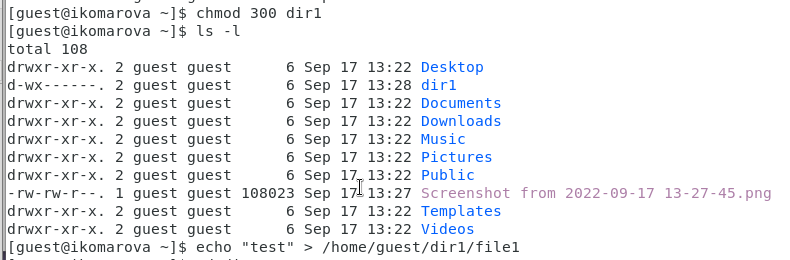 [guest@ikomarova ~]$ chmod 300 dir1
[guest@ikomarova ~]$ ls -l
total 108
drwxr-xr-x. 2 guest guest      6 Sep 17 13:22 Desktop
d-wx------. 2 guest guest      6 Sep 17 13:28 dir1
drwxr-xr-x. 2 guest guest      6 Sep 17 13:22 Documents
drwxr-xr-x. 2 guest guest      6 Sep 17 13:22 Downloads
drwxr-xr-x. 2 guest guest      6 Sep 17 13:22 Music
drwxr-xr-x. 2 guest guest      6 Sep 17 13:22 Pictures
drwxr-xr-x. 2 guest guest      6 Sep 17 13:22 Public
-rw-rw-r--. 1 guest guest 108023 Sep 17 13:27 Screenshot from 2022-09-17 13-27-45.png
drwxr-xr-x. 2 guest guest      6 Sep 17 13:22 Templates
drwxr-xr-x. 2 guest guest      6 Sep 17 13:22 Videos
[guest@ikomarova ~]$ echo "test" > /home/guest/dir1/file1